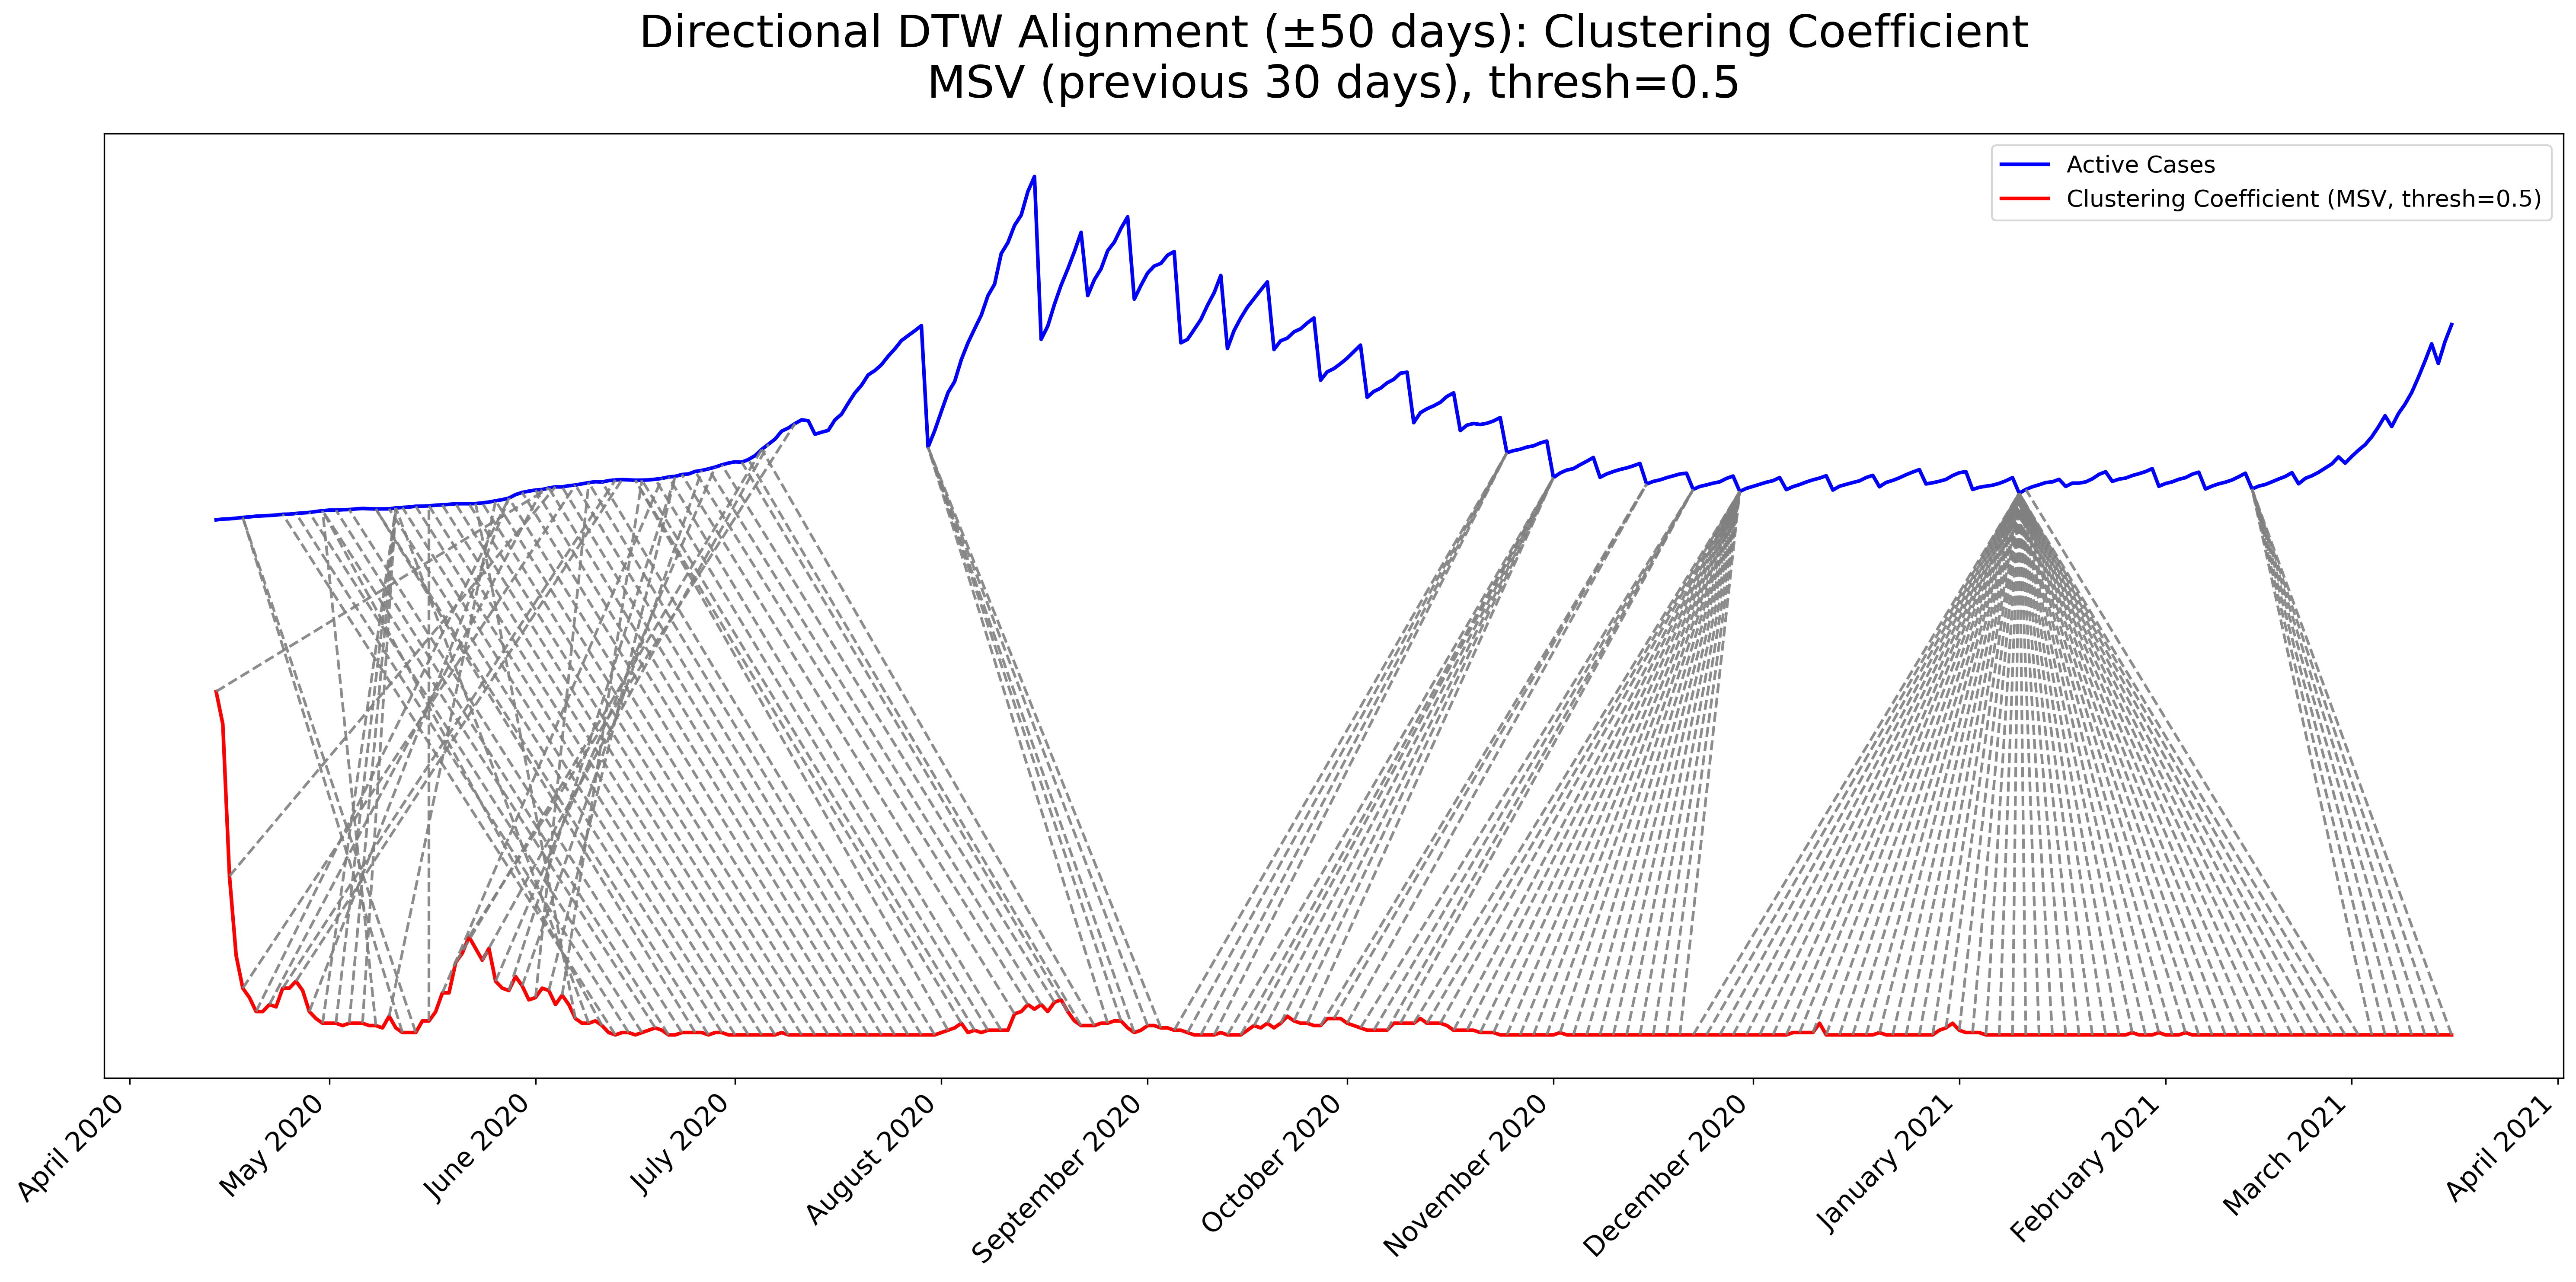 Directional DTW Alignment (±50 days): Clustering Coefficient
MSV (previous 30 days), thresh=0.5
Active Cases
Clustering Coefficient (MSV, thresh=0.5)
April 2020
May 2020
June 2020
July 2020
August 2020
September 2020
October 2020
November 2020
December 2020
January 2021
February 2021
March 2021
April 2021